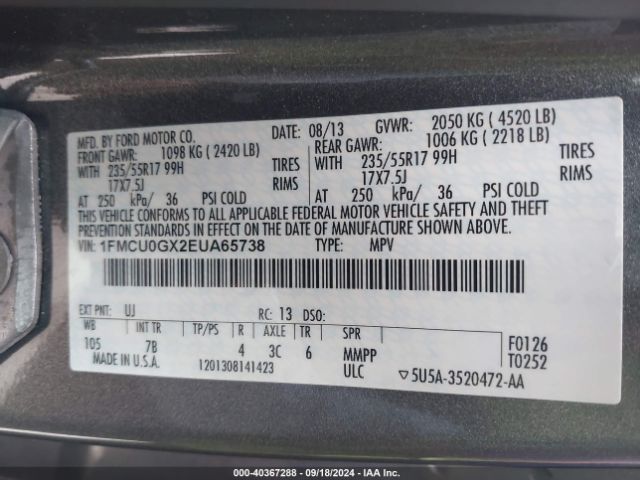 MFD. BY FORD MOTOR CO.
DATE: 08/13 GVWR: 2050 KG ( 4520 LB)
FRONT GAWR: 1098 KG ( 2420 LB)
REAR GAWR: 1006 KG ( 2218 LB)
WITH 235/55R17 99H TIRES
WITH 235/55R17 99H TIRES
17X7.5J RIMS
17X7.5J RIMS
AT 250 kPa/ 36 PSI COLD
AT 250 kPa/ 36 PSI COLD
THIS VEHICLE CONFORMS TO ALL APPLICABLE FEDERAL MOTOR VEHICLE SAFETY AND THEFT
PREVENTION STANDARDS IN EFFECT ON THE DATE OF MANUFACTURE SHOWN ABOVE.
VIN: 1FMCU0GX2EUA65738 TYPE: MPV
EXT PNT: UJ RC: 13 DSO:
WB INT TR TP/PS R AXLE TR SPR
105 7B 4 3C 6 MMPP
F0126
T0252
MADE IN U.S.A. 1201308141423 ULC ▽5U5A-3520472-AA
000-40367288 - 09/18/2024 - IAA Inc.